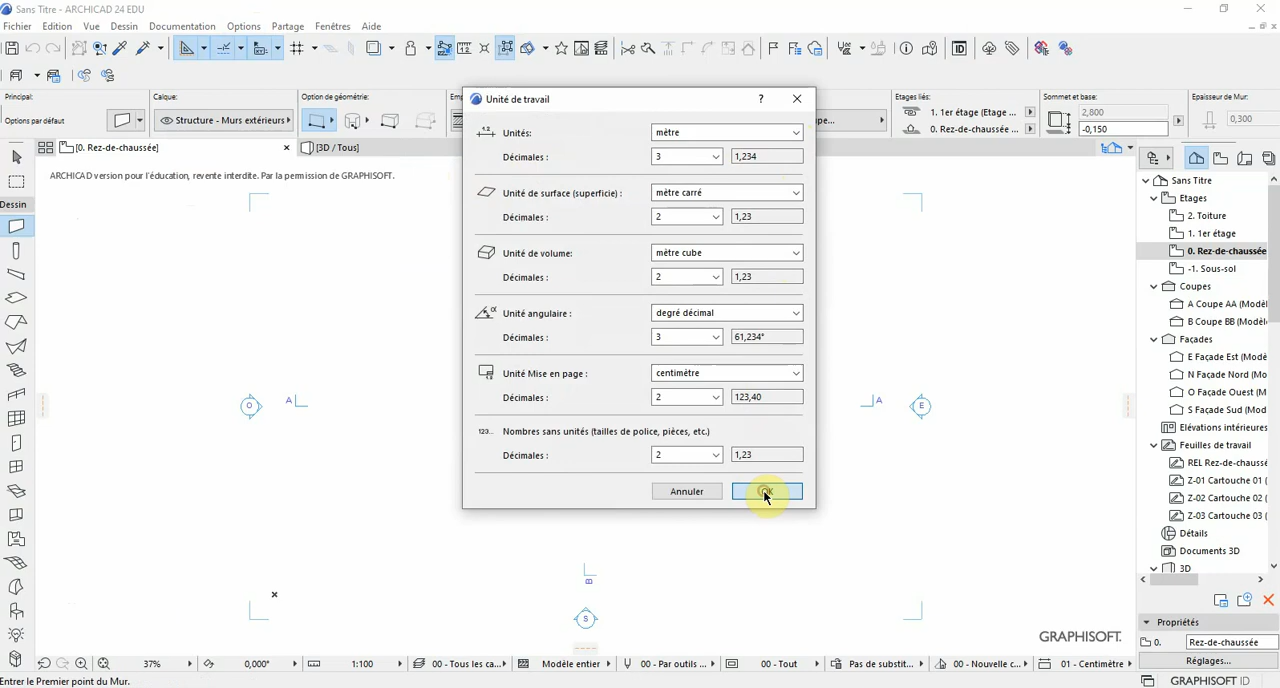 Sans Titre - ARCHICAD 24 EDU
Fichier Edition Vue Dessin Documentation Options Partage Fenêtres Aide
Principal: Calque: Option de géométrie: Etages liés: Sommet et base: Epaisseur de Mur:
Options par défaut
Structure - Murs extérieurs
1. 1er étage (Etage ...
0. Rez-de-chaussée ...
2,800
-0,150
0,300
[0. Rez-de-chaussée]
[3D / Tous]
ARCHICAD version pour l'éducation, revente interdite. Par la permission de GRAPHISOFT.
Dessin
Unité de travail
Unités: mètre
Décimales : 3 1,234
Unité de surface (superficie) : mètre carré
Décimales : 2 1,23
Unité de volume: mètre cube
Décimales : 2 1,23
Unité angulaire : degré décimal
Décimales : 3 61,234°
Unité Mise en page : centimètre
Décimales : 2 123,40
Nombres sans unités (tailles de police, pièces, etc.)
Décimales : 2 1,23
Annuler
O A
A E
B
S
Sans Titre
Etages
2. Toiture
1. 1er étage
0. Rez-de-chaussée
-1. Sous-sol
Coupes
A Coupe AA (Modèl
B Coupe BB (Modèl
Façades
E Façade Est (Modè
N Façade Nord (Mo
O Façade Ouest (M
S Façade Sud (Mod
Elévations intérieures
Feuilles de travail
REL Rez-de-chaussé
Z-01 Cartouche 01 (
Z-02 Cartouche 02 (
Z-03 Cartouche 03 (
Détails
Documents 3D
3D
Propriétés
0. Rez-de-chaussée
Réglages...
GRAPHISOFT.
37% 0,000° 1:100 00 - Tous les ca... Modèle entier 00 - Par outils ... 00 - Tout Pas de substit... 00 - Nouvelle c... 01 - Centimètre
Entrer le Premier point du Mur.
GRAPHISOFT ID